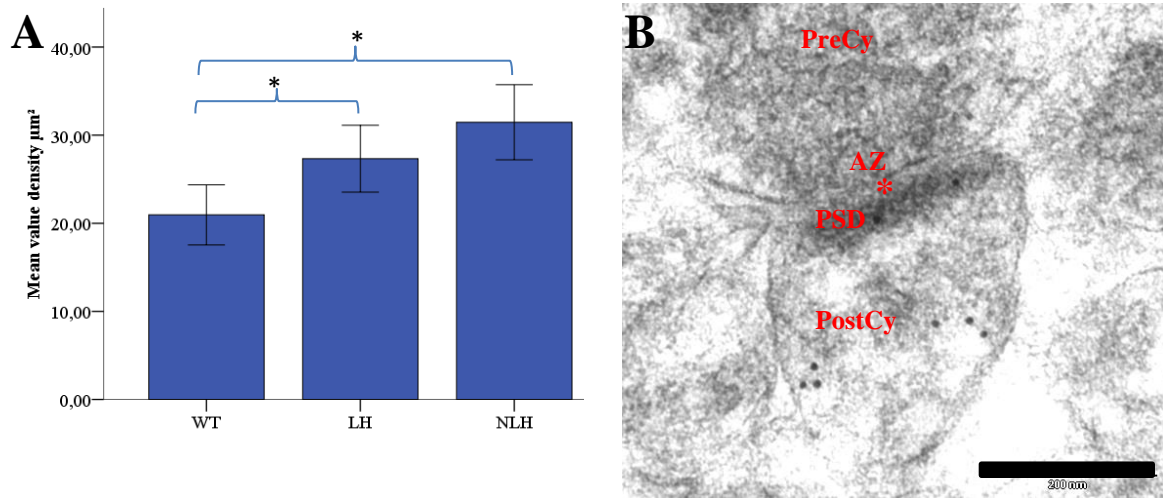 A
Mean value density µm²
40,00
30,00
20,00
10,00
0,00
*
*
WT LH NLH
B
PreCy
AZ
*
PSD
PostCy
200 nm